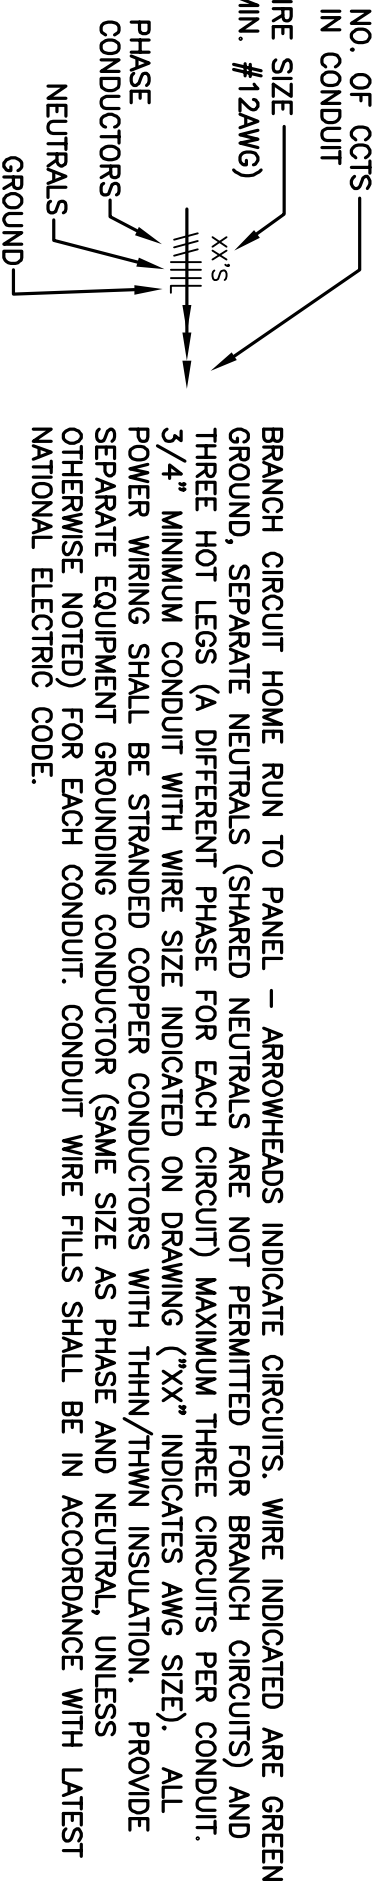 NO. OF CCTS
IN CONDUIT
IRE SIZE
MIN. #12AWG)
XX'S
PHASE
CONDUCTORS
NEUTRALS
GROUND
BRANCH CIRCUIT HOME RUN TO PANEL – ARROWHEADS INDICATE CIRCUITS. WIRE INDICATED ARE GREEN
GROUND, SEPARATE NEUTRALS (SHARED NEUTRALS ARE NOT PERMITTED FOR BRANCH CIRCUITS) AND
THREE HOT LEGS (A DIFFERENT PHASE FOR EACH CIRCUIT) MAXIMUM THREE CIRCUITS PER CONDUIT.
3/4" MINIMUM CONDUIT WITH WIRE SIZE INDICATED ON DRAWING ("XX" INDICATES AWG SIZE). ALL
POWER WIRING SHALL BE STRANDED COPPER CONDUCTORS WITH THHN/THWN INSULATION. PROVIDE
SEPARATE EQUIPMENT GROUNDING CONDUCTOR (SAME SIZE AS PHASE AND NEUTRAL, UNLESS
OTHERWISE NOTED) FOR EACH CONDUIT. CONDUIT WIRE FILLS SHALL BE IN ACCORDANCE WITH LATEST
NATIONAL ELECTRIC CODE.